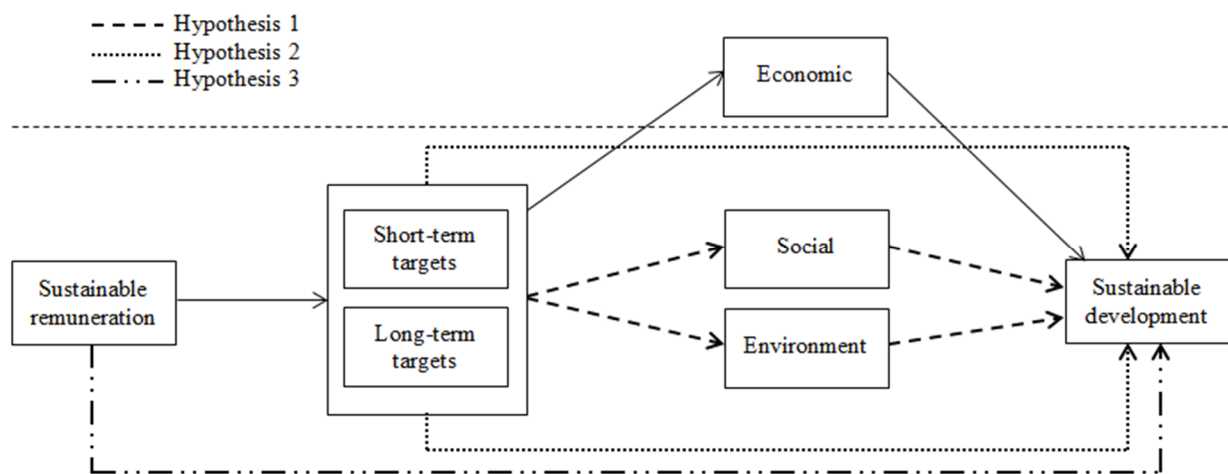 Hypothesis 1
Hypothesis 2
Hypothesis 3
Economic
Short-term
targets
Long-term
targets
Social
Environment
Sustainable
remuneration
Sustainable
development